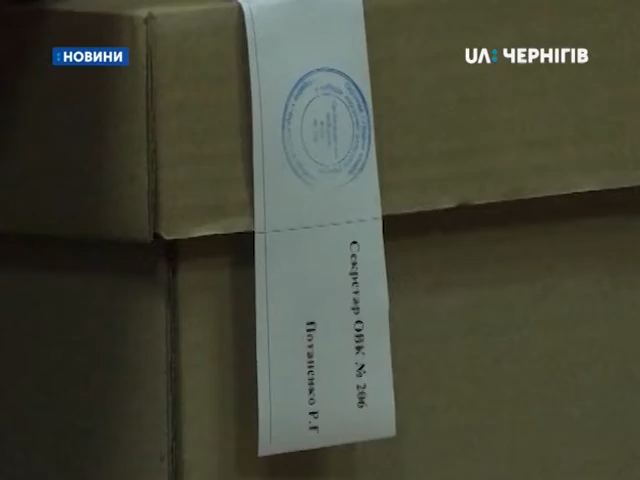 НОВИНИ
UA: ЧЕРНІГІВ
Секретар ОВК № 206
Потапенко Р.Г